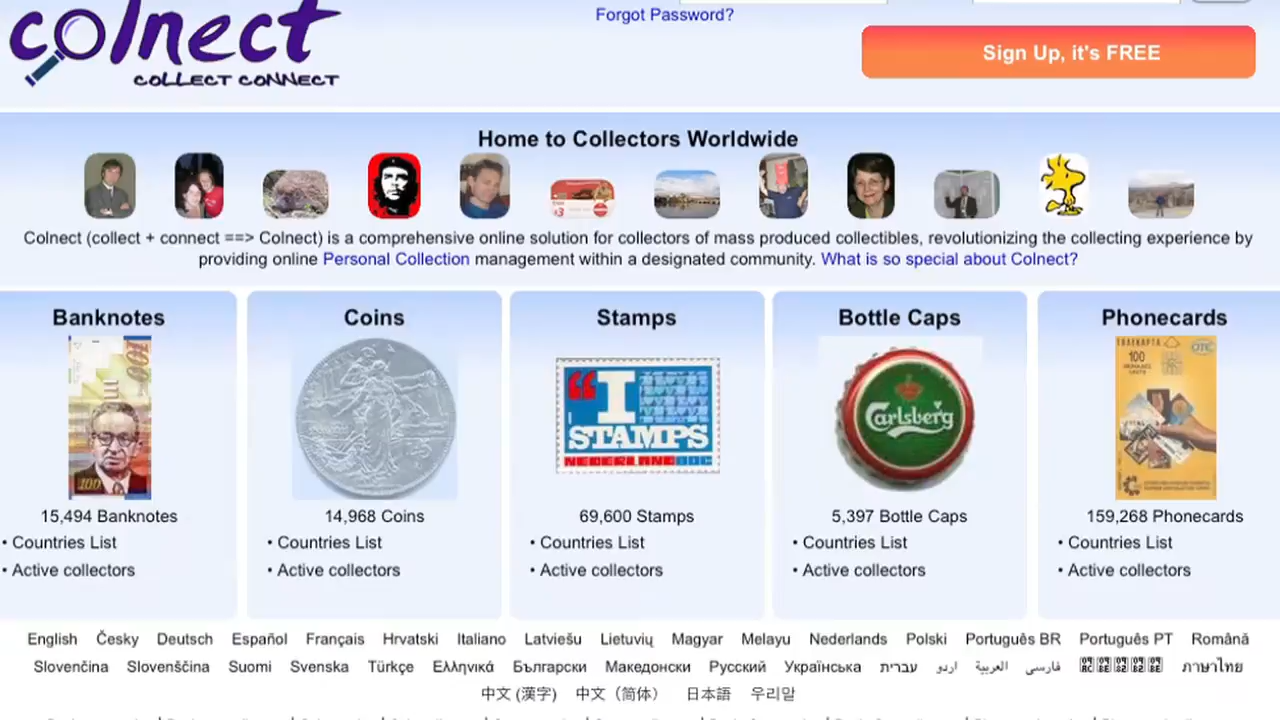 colnect
COLLECT CONNECT
Forgot Password?
Sign Up, it's FREE
Home to Collectors Worldwide
Colnect (collect + connect ==> Colnect) is a comprehensive online solution for collectors of mass produced collectibles, revolutionizing the collecting experience by
providing online Personal Collection management within a designated community. What is so special about Colnect?
Banknotes
100
100
15,494 Banknotes
• Countries List
• Active collectors
Coins
14,968 Coins
• Countries List
• Active collectors
Stamps
“I
STAMPS
NEDERLAND
69,600 Stamps
• Countries List
• Active collectors
Bottle Caps
Carlsberg
5,397 Bottle Caps
• Countries List
• Active collectors
Phonecards
ТЕЛЕКАРТА
100
OTE
159,268 Phonecards
• Countries List
• Active collectors
English Česky Deutsch Español Français Hrvatski Italiano Latviešu Lietuvių Magyar Melayu Nederlands Polski Português BR Português PT Română
Slovenčina Slovenščina Suomi Svenska Türkçe Ελληνικά Български Македонски Русский Українська עברית اردو العربية فارسی ภาษาไทย
中文 (漢字) 中文（简体） 日本語 우리말